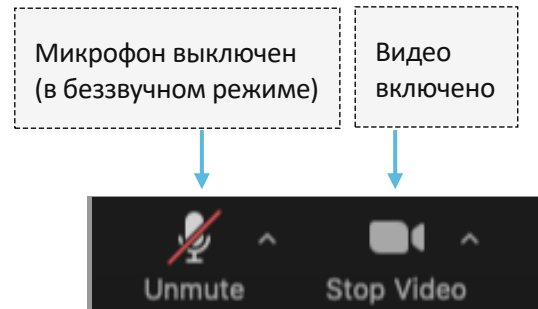 Микрофон выключен
(в беззвучном режиме)
Видео
включено
Unmute
Stop Video